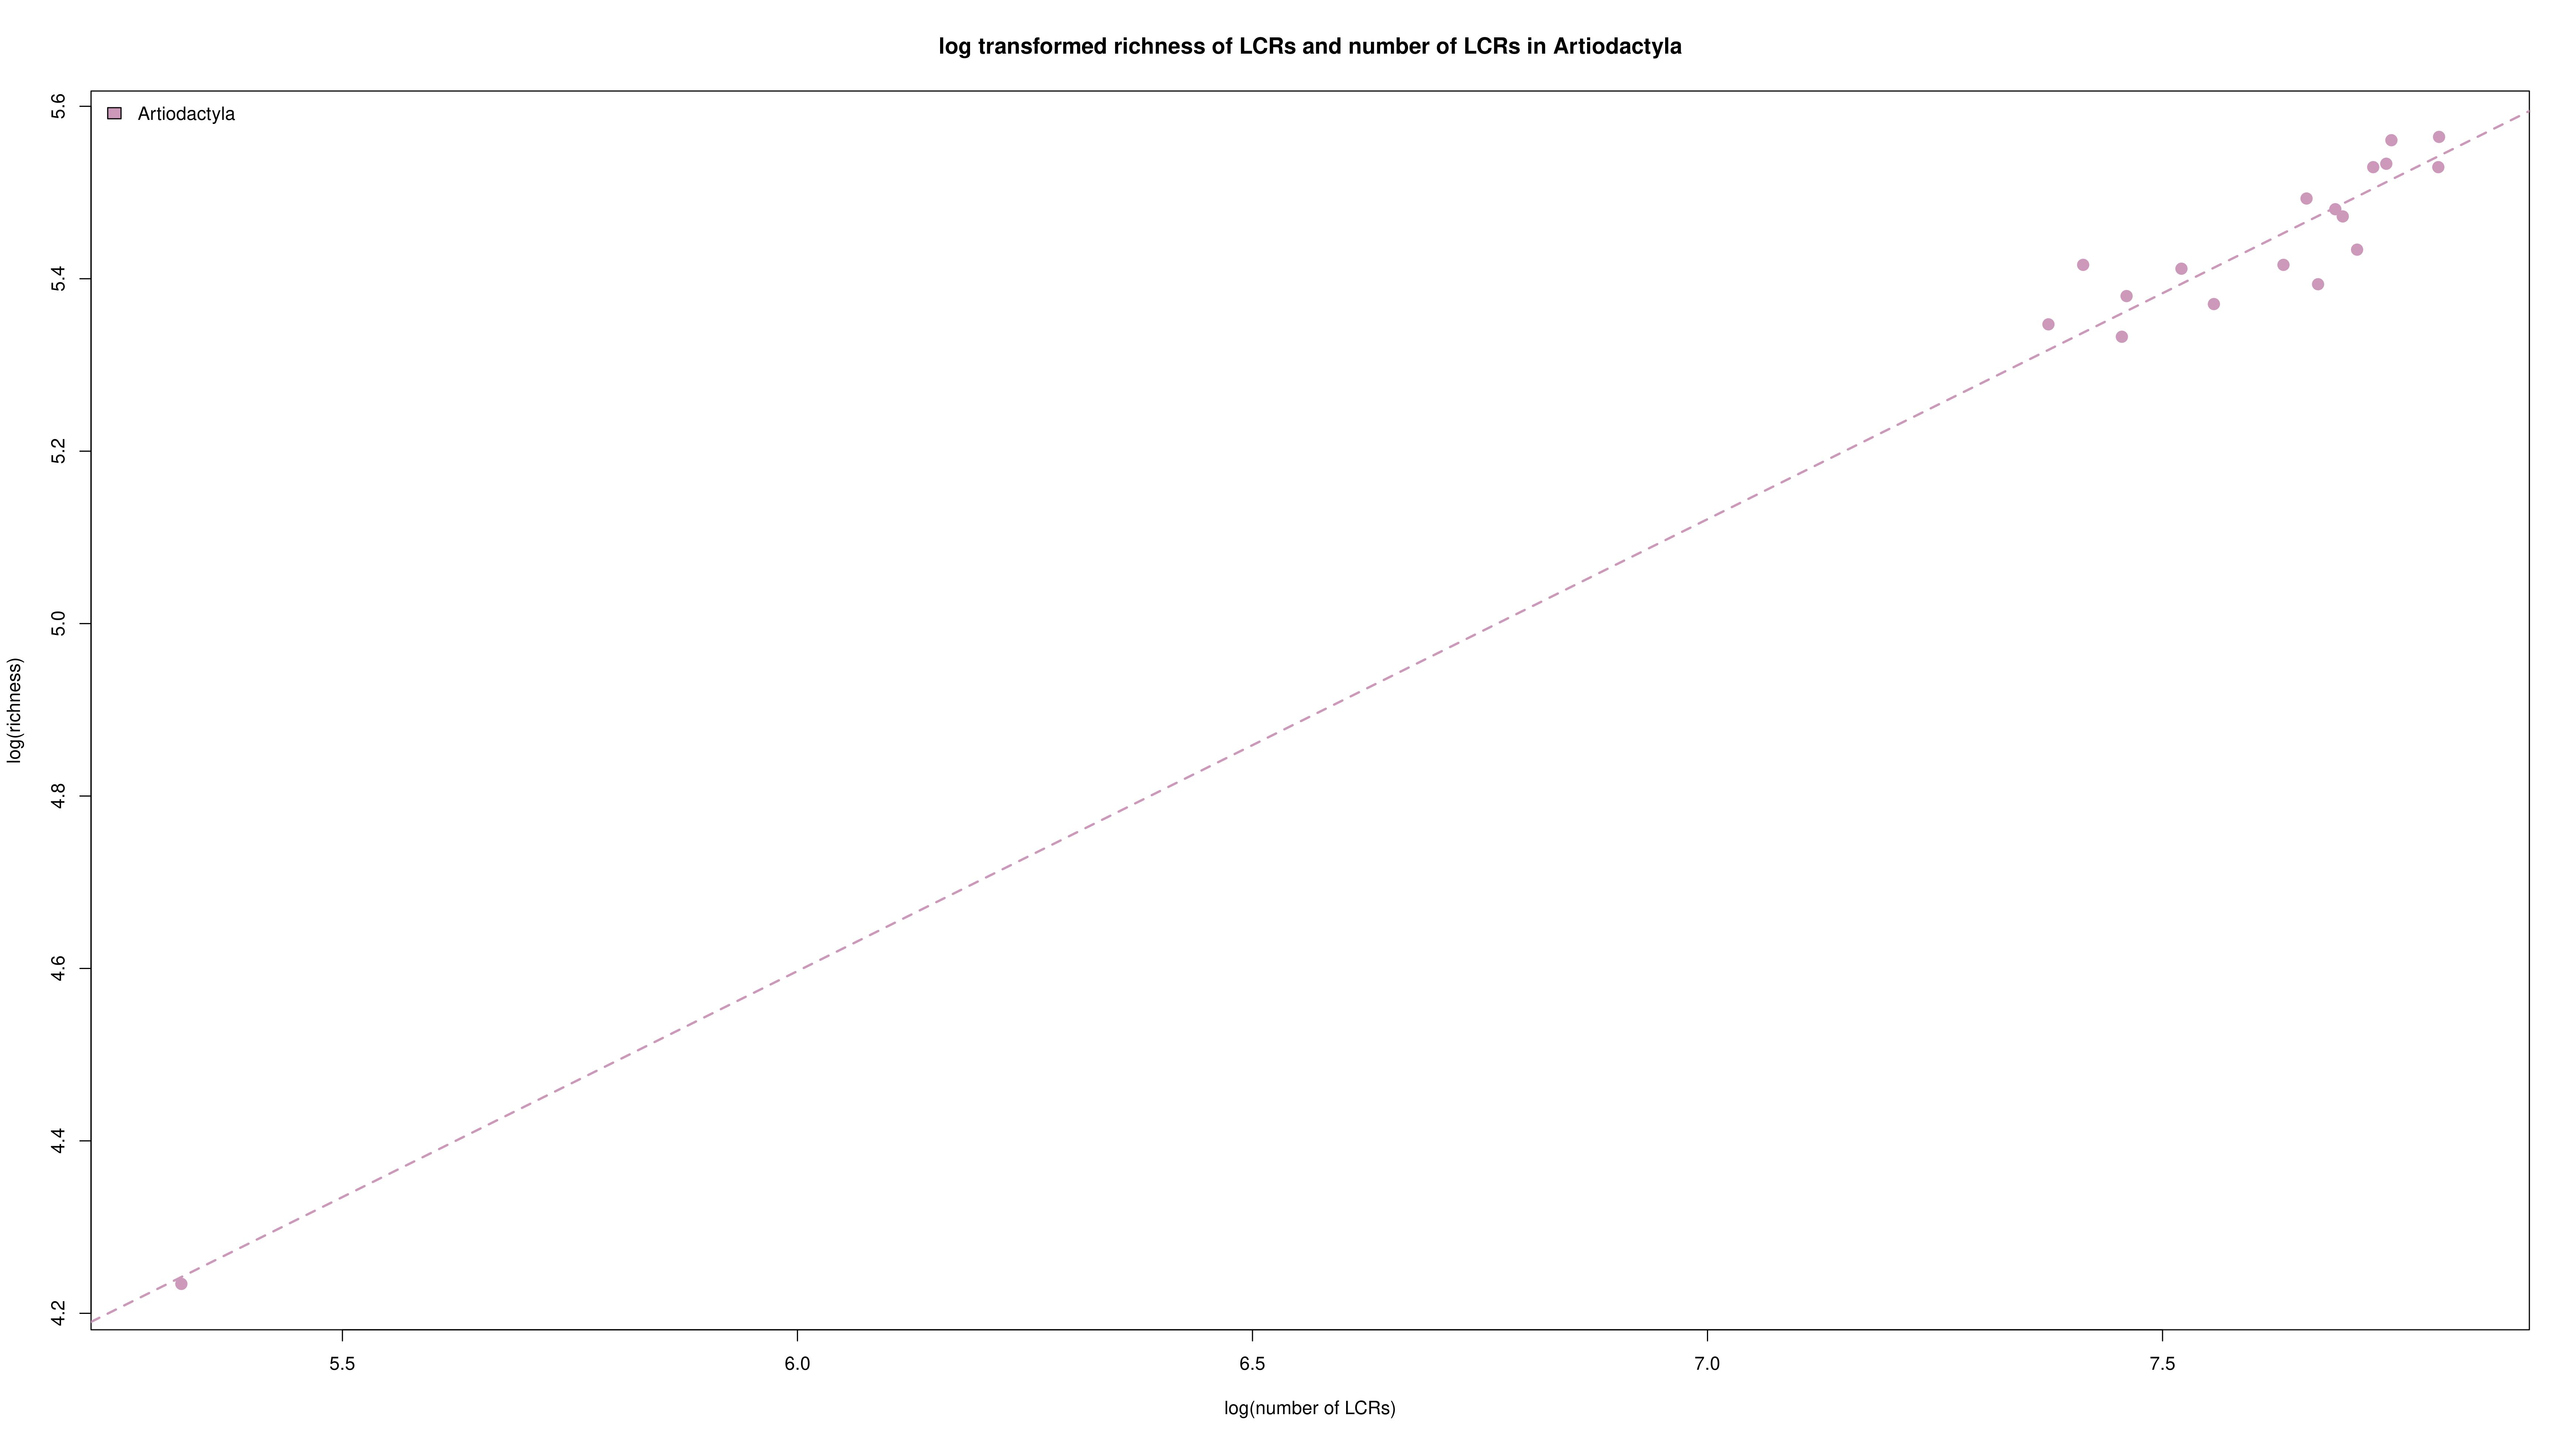 log transformed richness of LCRs and number of LCRs in Artiodactyla
Artiodactyla
5.6
5.4
5.2
5.0
4.8
4.6
4.4
4.2
log(richness)
5.5 6.0 6.5 7.0 7.5
log(number of LCRs)